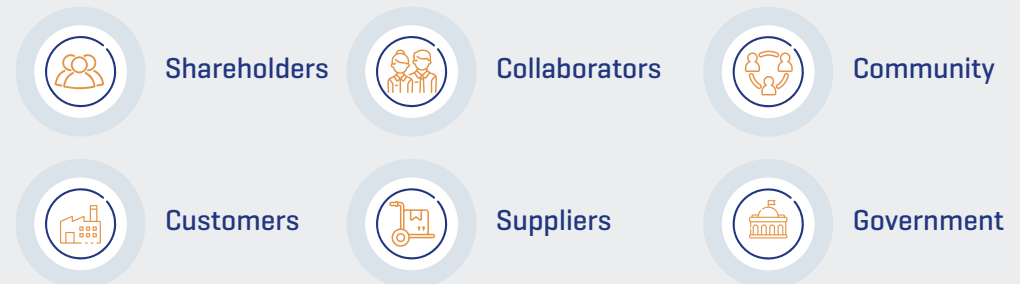 Shareholders
Collaborators
Community
Customers
Suppliers
Government